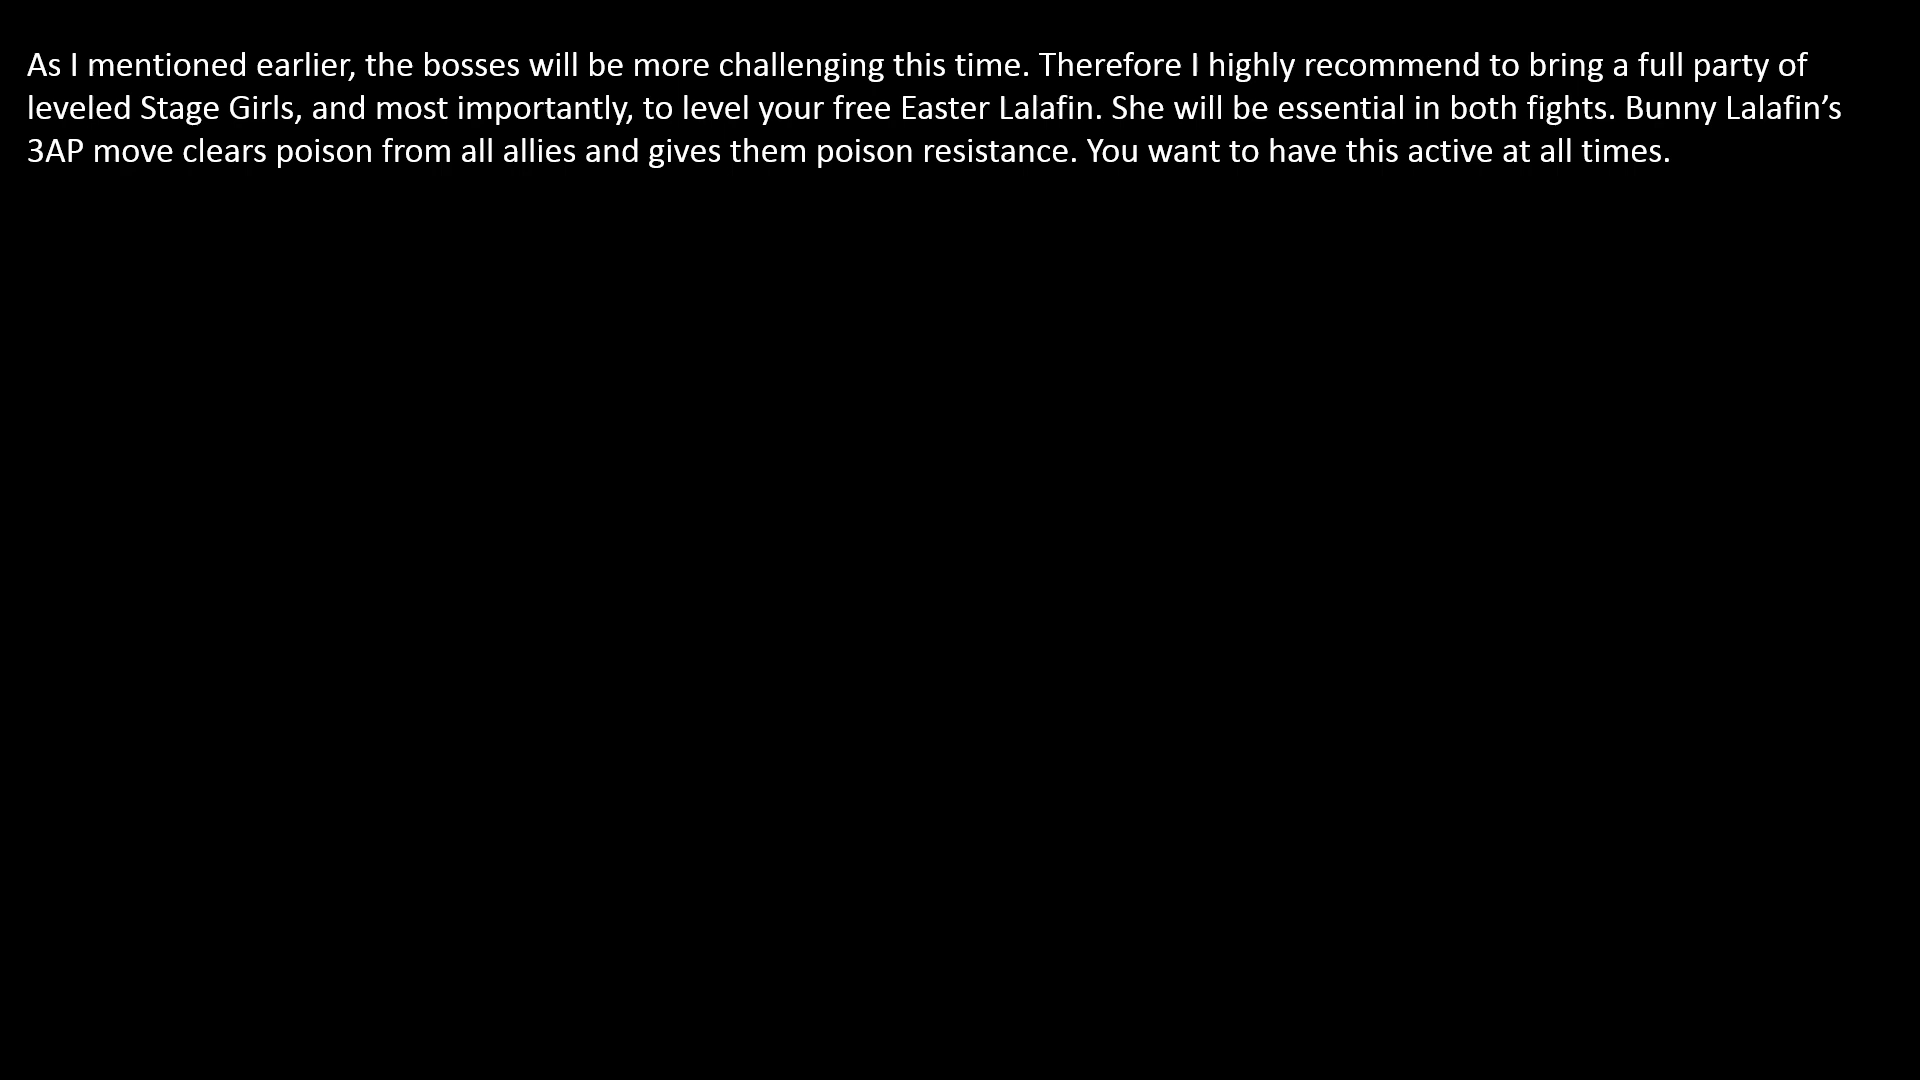 As I mentioned earlier, the bosses will be more challenging this time. Therefore I highly recommend to bring a full party of
leveled Stage Girls, and most importantly, to level your free Easter Lalafin. She will be essential in both fights. Bunny Lalafin’s
3AP move clears poison from all allies and gives them poison resistance. You want to have this active at all times.